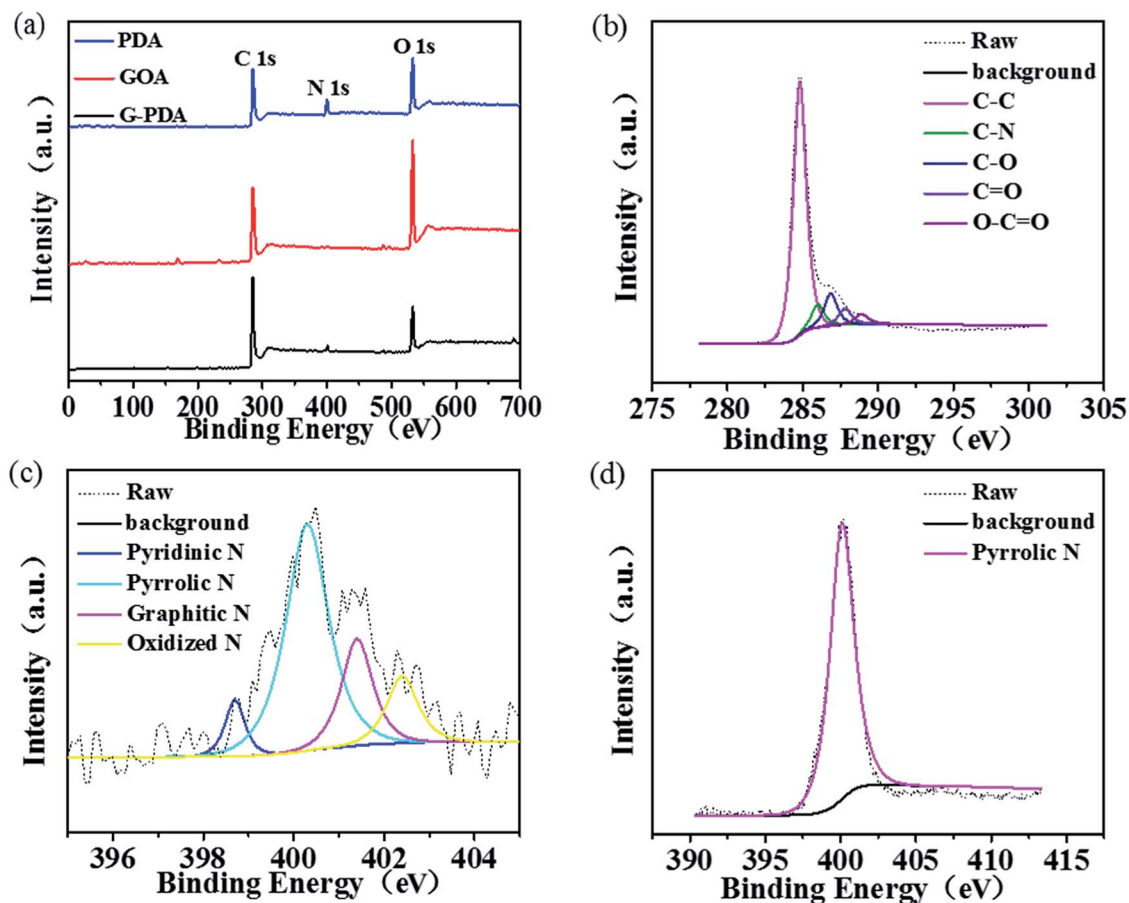 (a)
PDA
GOA
G-PDA
C 1s
N 1s
O 1s
Intensity (a.u.)
0 100 200 300 400 500 600 700
Binding Energy (eV)
(b)
Raw
background
C-C
C-N
C-O
C=O
O-C=O
Intensity (a.u.)
275 280 285 290 295 300 305
Binding Energy (eV)
(c)
Raw
background
Pyridinic N
Pyrrolic N
Graphitic N
Oxidized N
Intensity (a.u.)
396 398 400 402 404
Binding Energy (eV)
(d)
Raw
background
Pyrrolic N
Intensity (a.u.)
390 395 400 405 410 415
Binding Energy (eV)